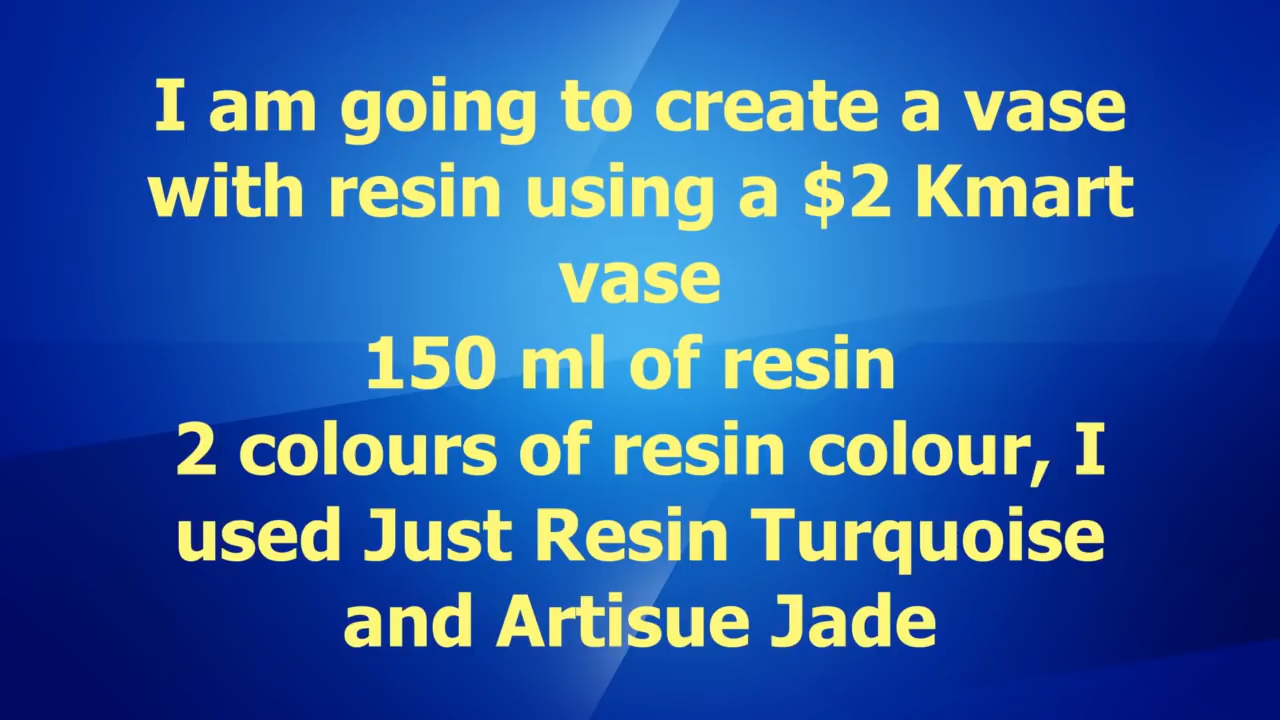 I am going to create a vase
with resin using a $2 Kmart
vase
150 ml of resin
2 colours of resin colour, I
used Just Resin Turquoise
and Artisue Jade